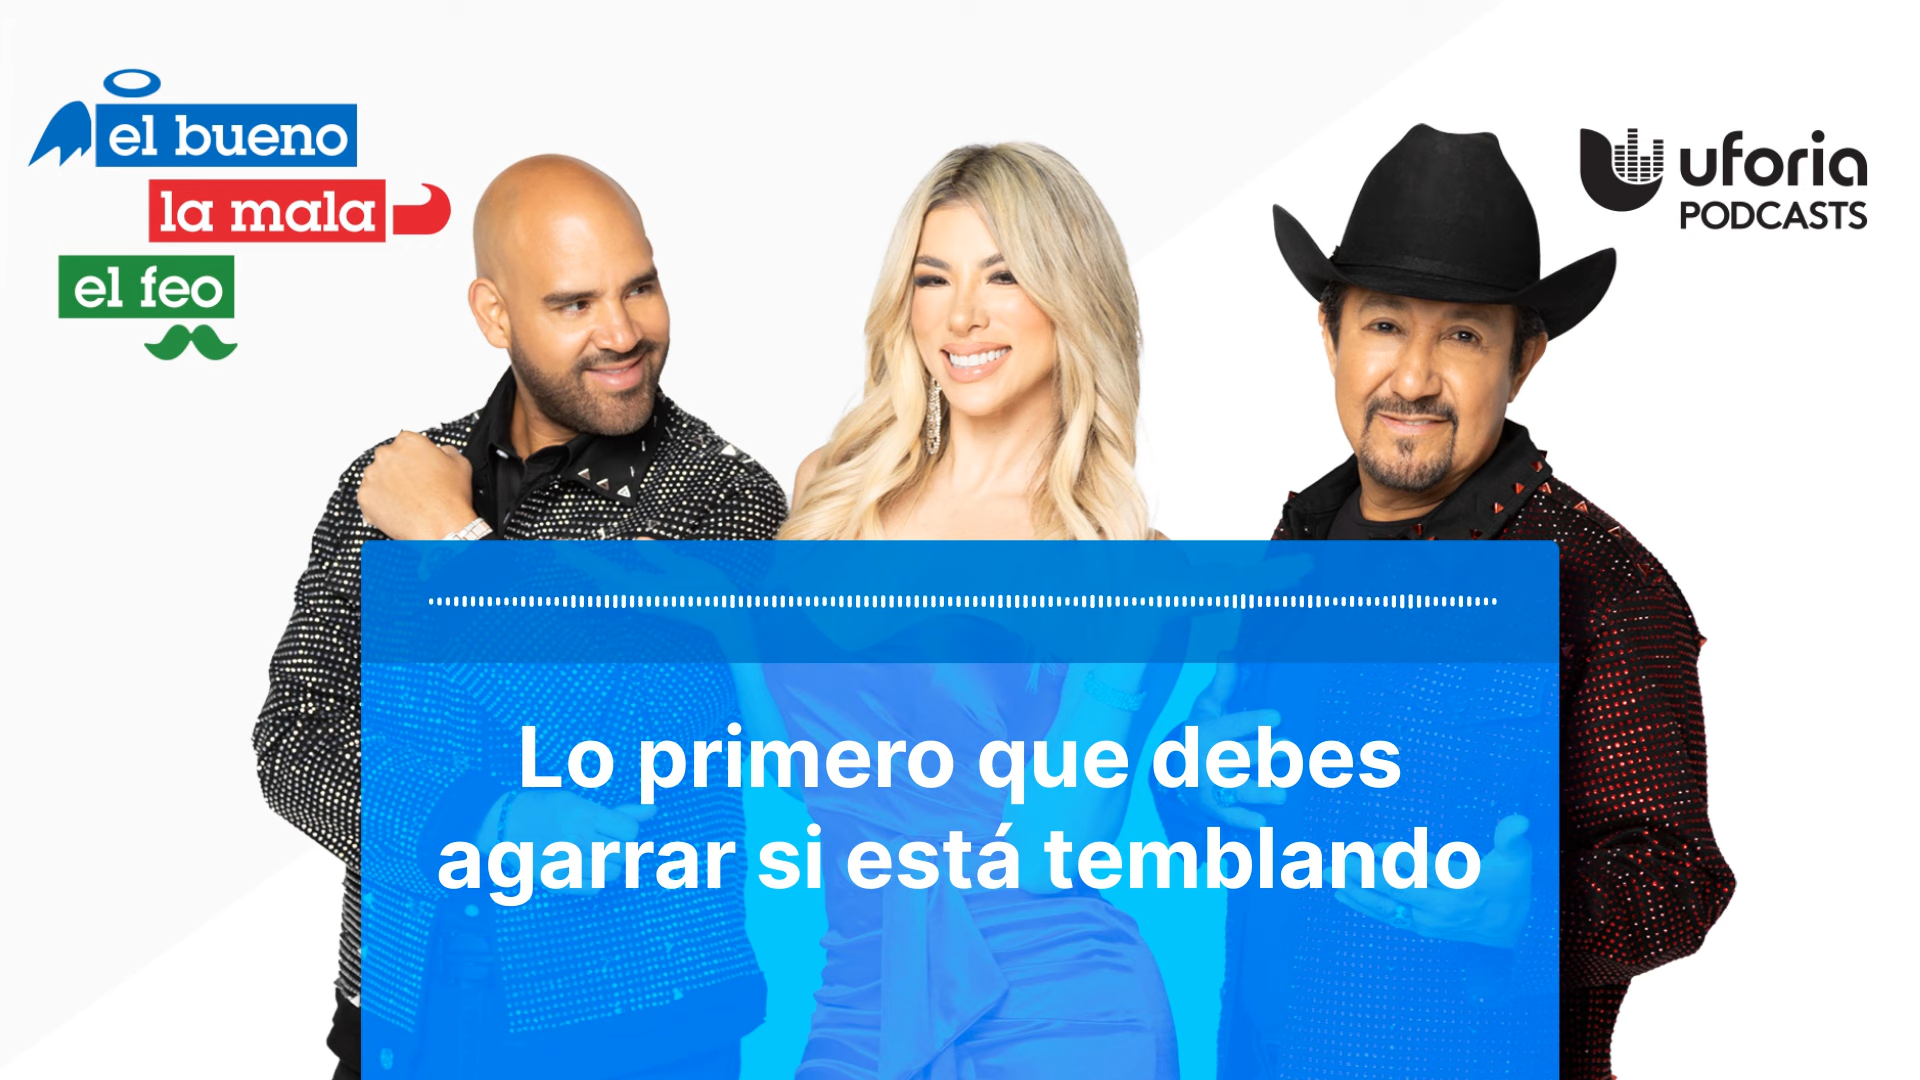 el bueno
la mala
el feo
uforia
PODCASTS
Lo primero que debes
agarrar si está temblando